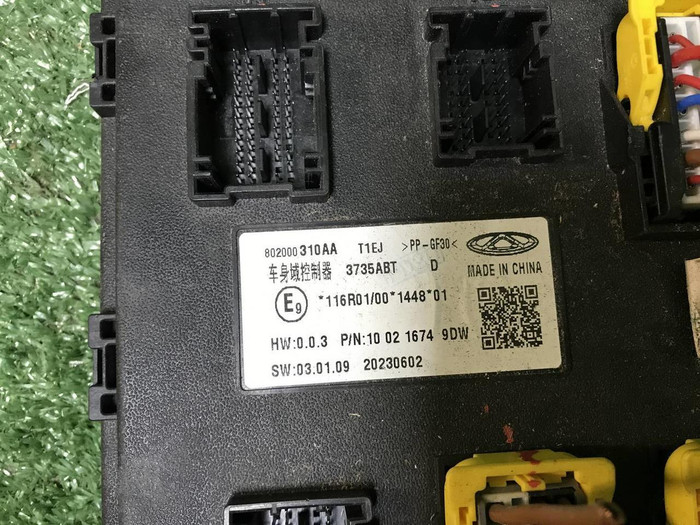 802000310AA T1EJ >PP-GF30<
车身域控制器 3735ABT D MADE IN CHINA
E9 *116R01/00*1448*01
HW:0.0.3 P/N:10 02 1674 9DW
SW:03.01.09 20230602